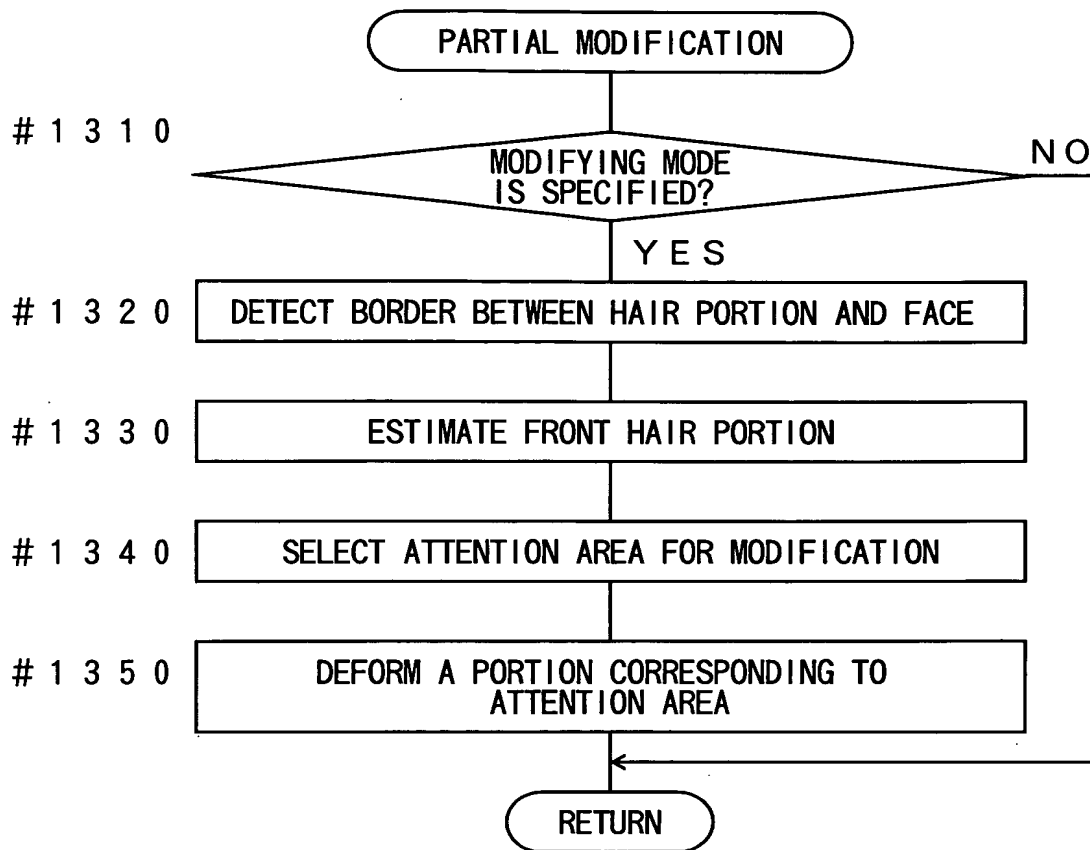 PARTIAL MODIFICATION
#1310
MODIFYING MODE
IS SPECIFIED?
NO
YES
#1320 DETECT BORDER BETWEEN HAIR PORTION AND FACE
#1330 ESTIMATE FRONT HAIR PORTION
#1340 SELECT ATTENTION AREA FOR MODIFICATION
#1350 DEFORM A PORTION CORRESPONDING TO
ATTENTION AREA
RETURN